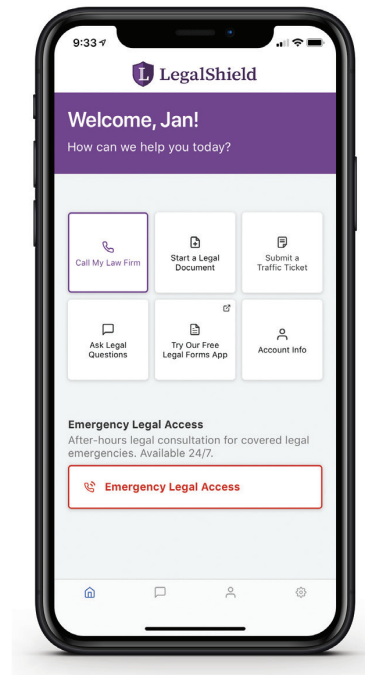 9:33
LegalShield
Welcome, Jan!
How can we help you today?
Call My Law Firm
Start a Legal
Document
Submit a
Traffic Ticket
Ask Legal
Questions
Try Our Free
Legal Forms App
Account Info
Emergency Legal Access
After-hours legal consultation for covered legal
emergencies. Available 24/7.
Emergency Legal Access